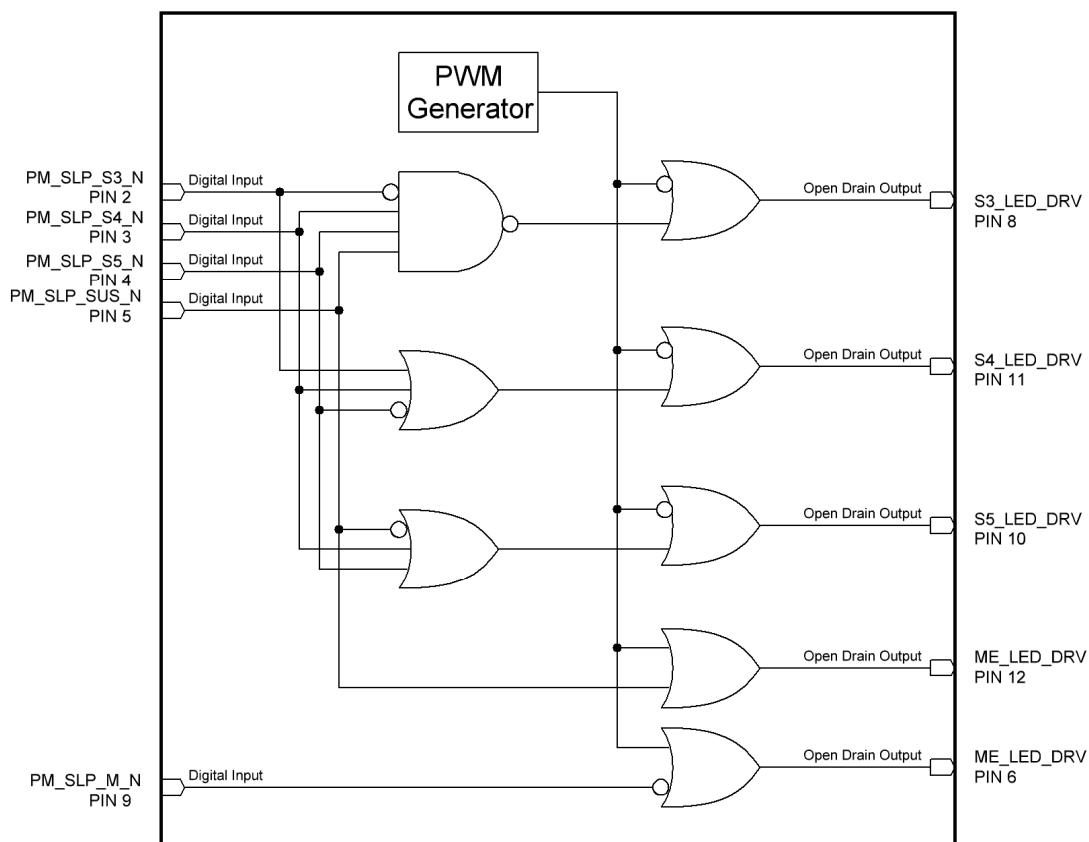 PWM
Generator
PM_SLP_S3_N
PIN 2
Digital Input
PM_SLP_S4_N
PIN 3
Digital Input
PM_SLP_S5_N
PIN 4
Digital Input
PM_SLP_SUS_N
PIN 5
Digital Input
Open Drain Output
S3_LED_DRV
PIN 8
Open Drain Output
S4_LED_DRV
PIN 11
Open Drain Output
S5_LED_DRV
PIN 10
Open Drain Output
ME_LED_DRV
PIN 12
Open Drain Output
ME_LED_DRV
PIN 6
PM_SLP_M_N
PIN 9
Digital Input